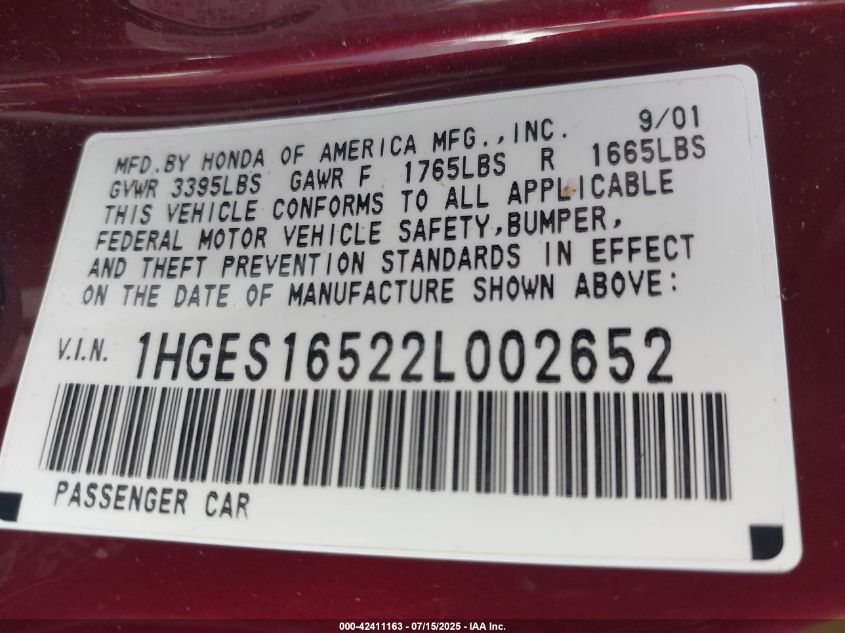 MFD.BY HONDA OF AMERICA MFG.,INC. 9/01
GVWR 3395LBS GAWR F 1765LBS R 1665LBS
THIS VEHICLE CONFORMS TO ALL APPLICABLE
FEDERAL MOTOR VEHICLE SAFETY,BUMPER,
AND THEFT PREVENTION STANDARDS IN EFFECT
ON THE DATE OF MANUFACTURE SHOWN ABOVE:
V.I.N. 1HGES16522L002652
PASSENGER CAR
000-42411163 - 07/15/2025 - IAA Inc.